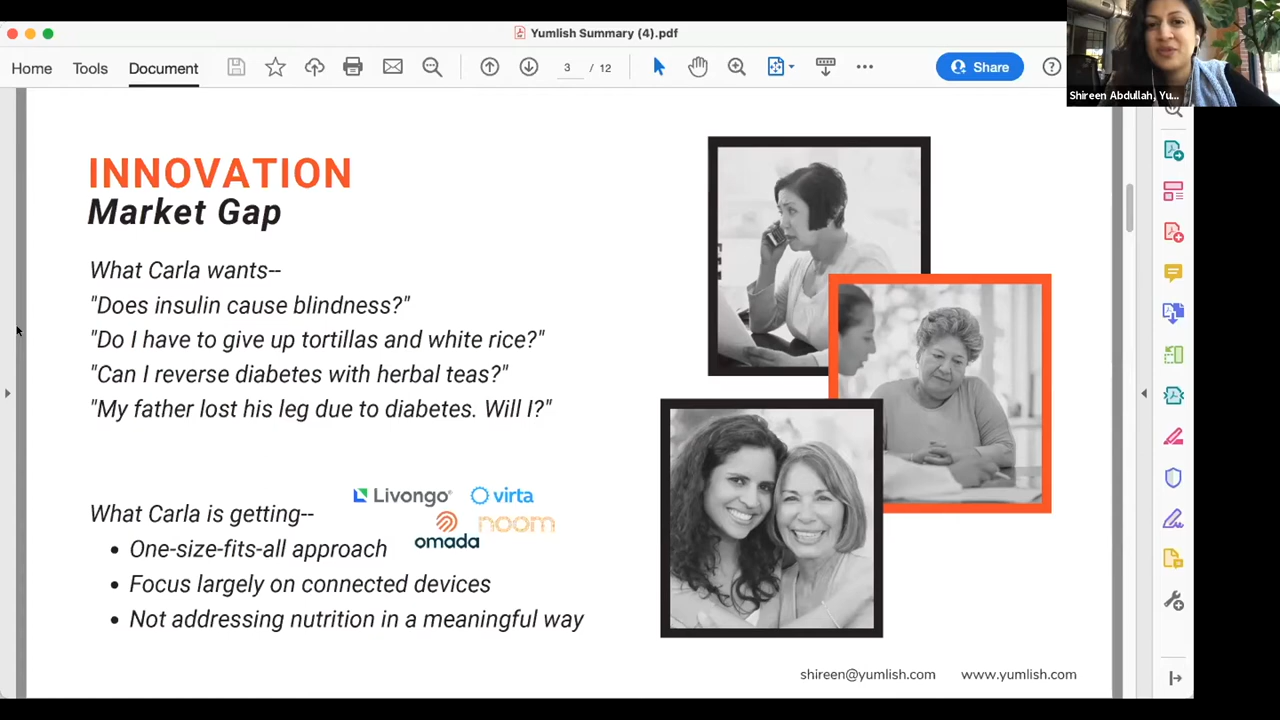 Yumlish Summary (4).pdf
Home Tools Document 3 / 12 Share
Shireen Abdullah, Yu...
INNOVATION
Market Gap
What Carla wants--
"Does insulin cause blindness?"
"Do I have to give up tortillas and white rice?"
"Can I reverse diabetes with herbal teas?"
"My father lost his leg due to diabetes. Will I?"
Livongo virta
omada noom
What Carla is getting--
• One-size-fits-all approach
• Focus largely on connected devices
• Not addressing nutrition in a meaningful way
shireen@yumlish.com www.yumlish.com